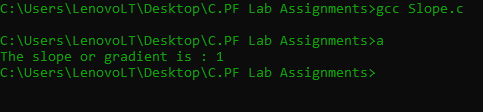 C:\Users\LenovoLT\Desktop\C.PF Lab Assignments>gcc Slope.c
C:\Users\LenovoLT\Desktop\C.PF Lab Assignments>a
The slope or gradient is : 1
C:\Users\LenovoLT\Desktop\C.PF Lab Assignments>